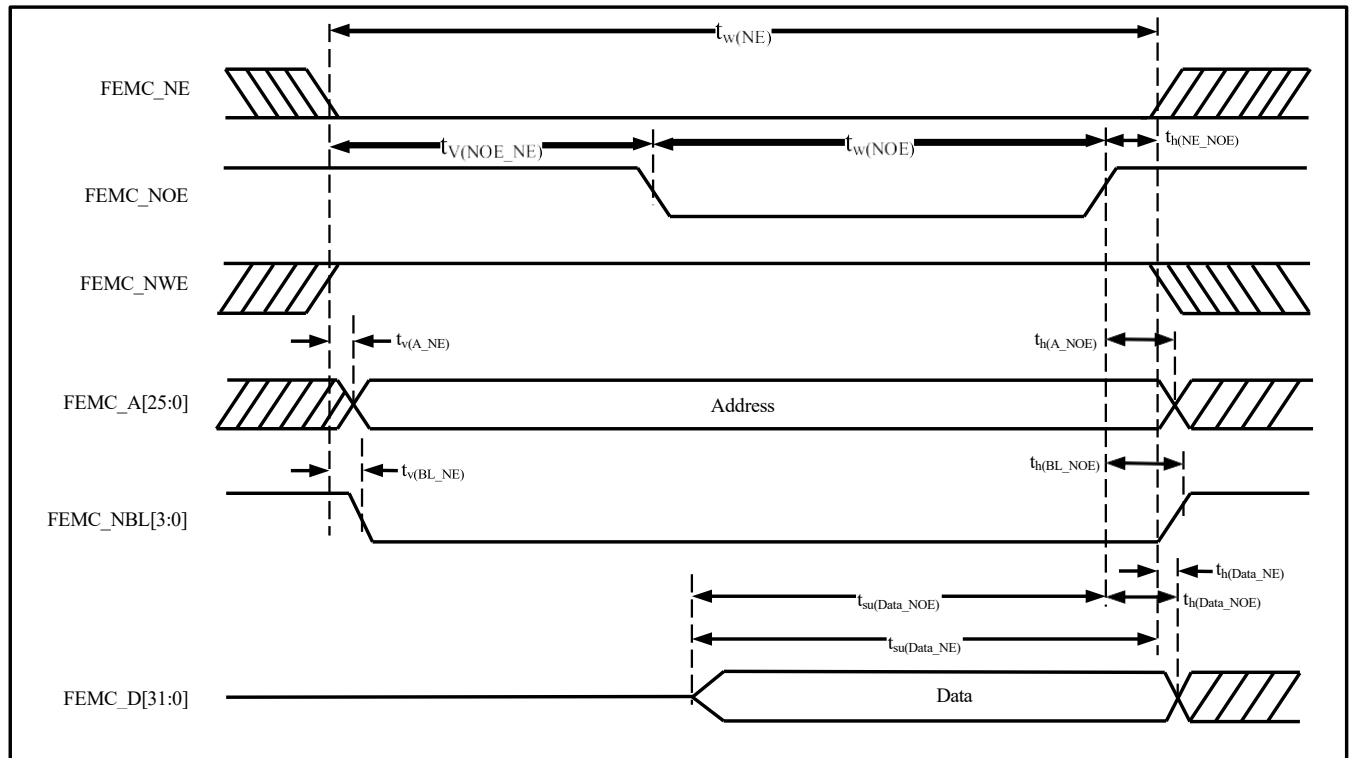 tw(NE)
FEMC_NE
tV(NOE_NE)
tw(NOE)
th(NE_NOE)
FEMC_NOE
FEMC_NWE
tv(A_NE)
th(A_NOE)
FEMC_A[25:0]
Address
tv(BL_NE)
th(BL_NOE)
FEMC_NBL[3:0]
th(Data_NE)
tsu(Data_NOE)
th(Data_NOE)
tsu(Data_NE)
FEMC_D[31:0]
Data